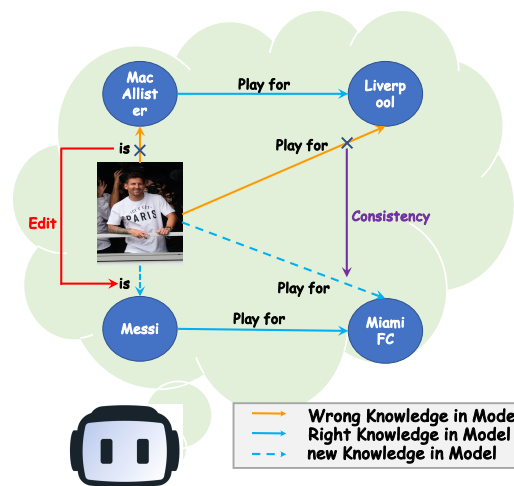 Mac
Allist
er
Play for
Liverp
ool
is
Play for
PARIS
Edit
Consistency
is
Play for
Messi
Play for
Miami
FC
Wrong Knowledge in Mode
Right Knowledge in Model
new Knowledge in Model